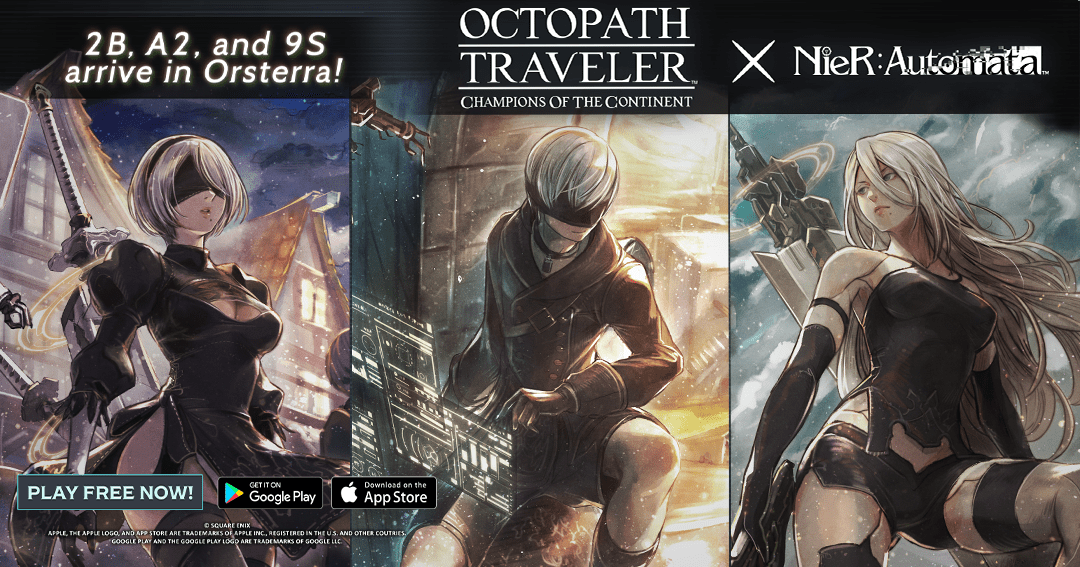 2B, A2, and 9S
arrive in Orsterra!
OCTOPATH
TRAVELER™
CHAMPIONS OF THE CONTINENT
X NieR:Automata™
PLAY FREE NOW!
GET IT ON
Google Play
Download on the
App Store
© SQUARE ENIX
APPLE, THE APPLE LOGO, AND APP STORE ARE TRADEMARKS OF APPLE INC., REGISTERED IN THE U.S. AND OTHER COUTRIES.
GOOGLE PLAY AND THE GOOGLE PLAY LOGO ARE TRADEMARKS OF GOOGLE LLC.